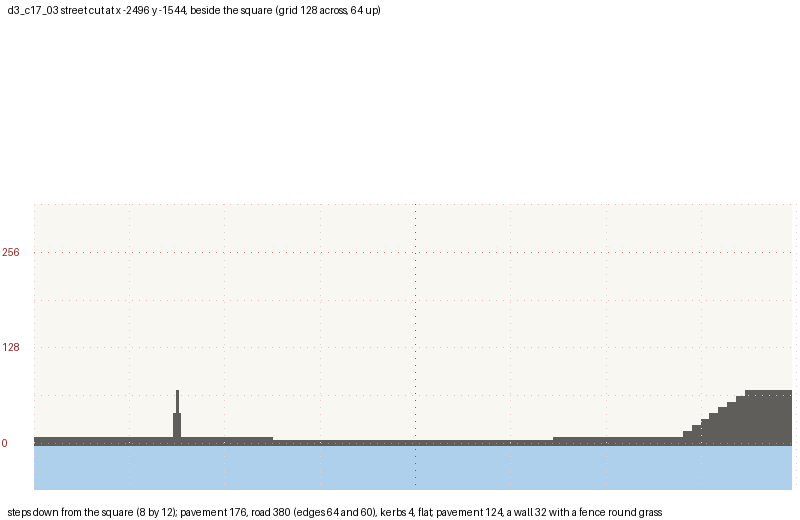 d3_c17_03 street cut at x -2496 y -1544, beside the square (grid 128 across, 64 up)
256
128
0
steps down from the square (8 by 12); pavement 176, road 380 (edges 64 and 60), kerbs 4, flat; pavement 124, a wall 32 with a fence round grass